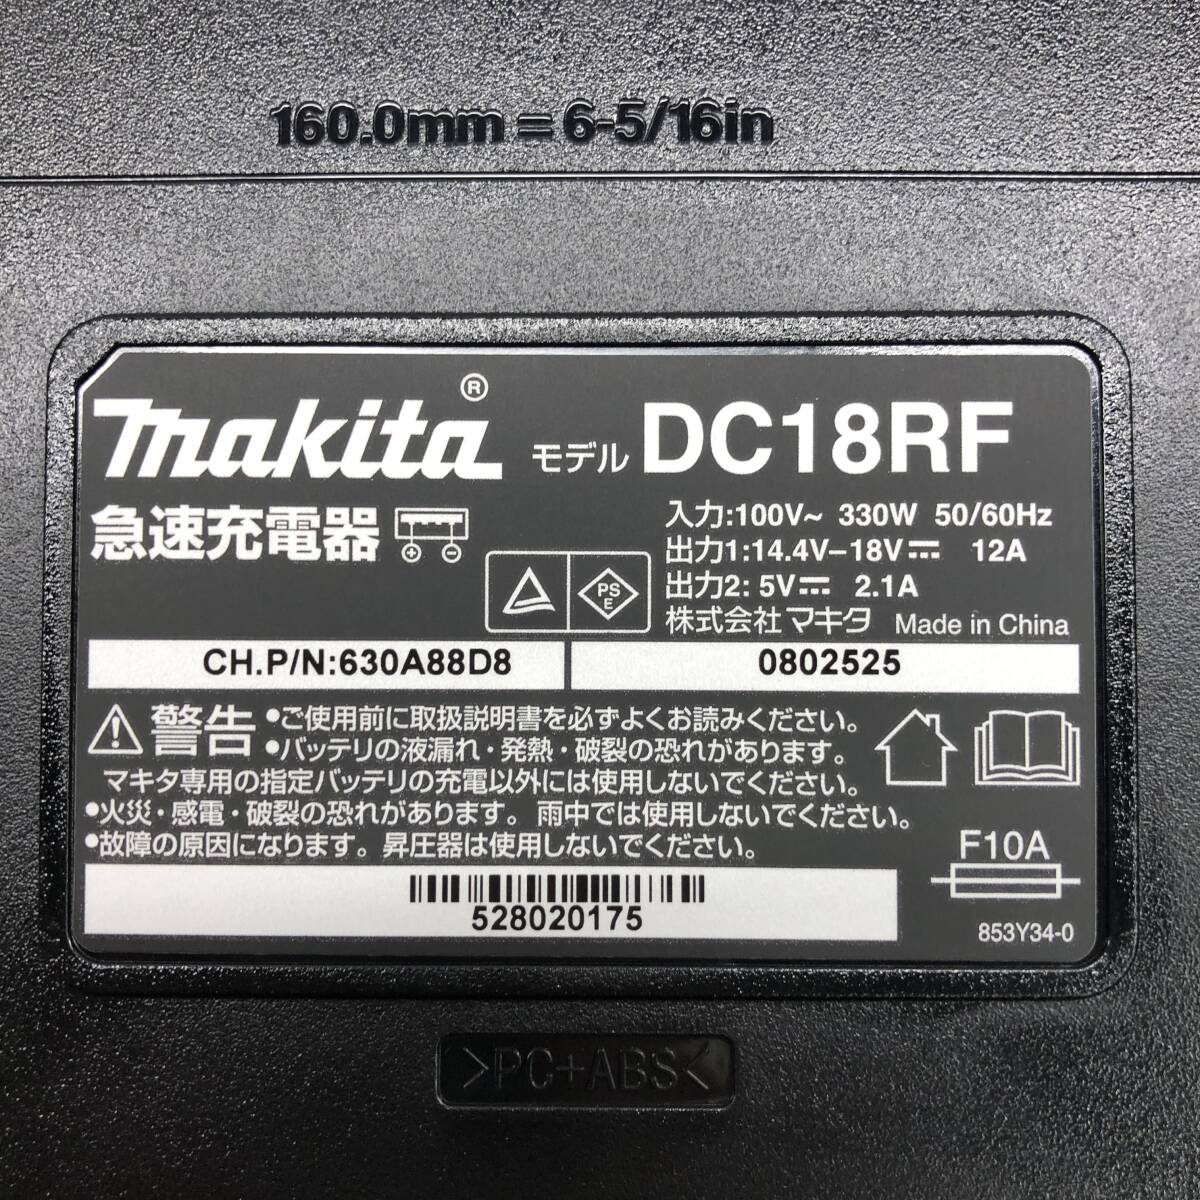 160.0mm = 6-5/16in
makita®
モデル DC18RF
急速充電器
入力:100V~ 330W 50/60Hz
出力1:14.4V–18V⎓ 12A
出力2: 5V⎓ 2.1A
株式会社 マキタ Made in China
PS
E
CH.P/N:630A88D8
0802525
⚠警告 •ご使用前に取扱説明書を必ずよくお読みください。
•バッテリの液漏れ・発熱・破裂の恐れがあります。
マキタ専用の指定バッテリの充電以外には使用しないでください。
•火災・感電・破裂の恐れがあります。雨中では使用しないでください。
•故障の原因になります。昇圧器は使用しないでください。
F10A
528020175
853Y34-0
>PC+ABS<